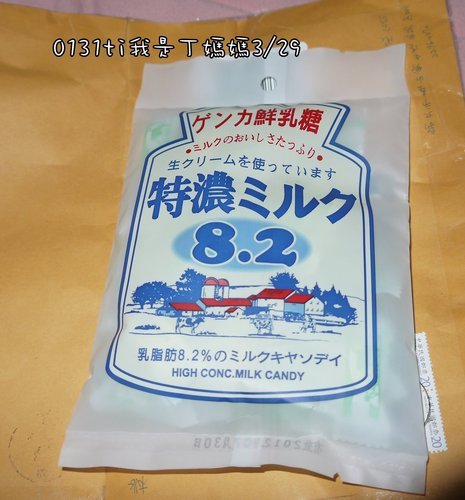 0131ti我是丁媽媽3/29
ゲンカ鮮乳糖
•ミルクのおいしさたっぷり•
生クリームを使っています
特濃ミルク
8.2
乳脂肪8.2%のミルクキヤソデイ
HIGH CONC.MILK CANDY